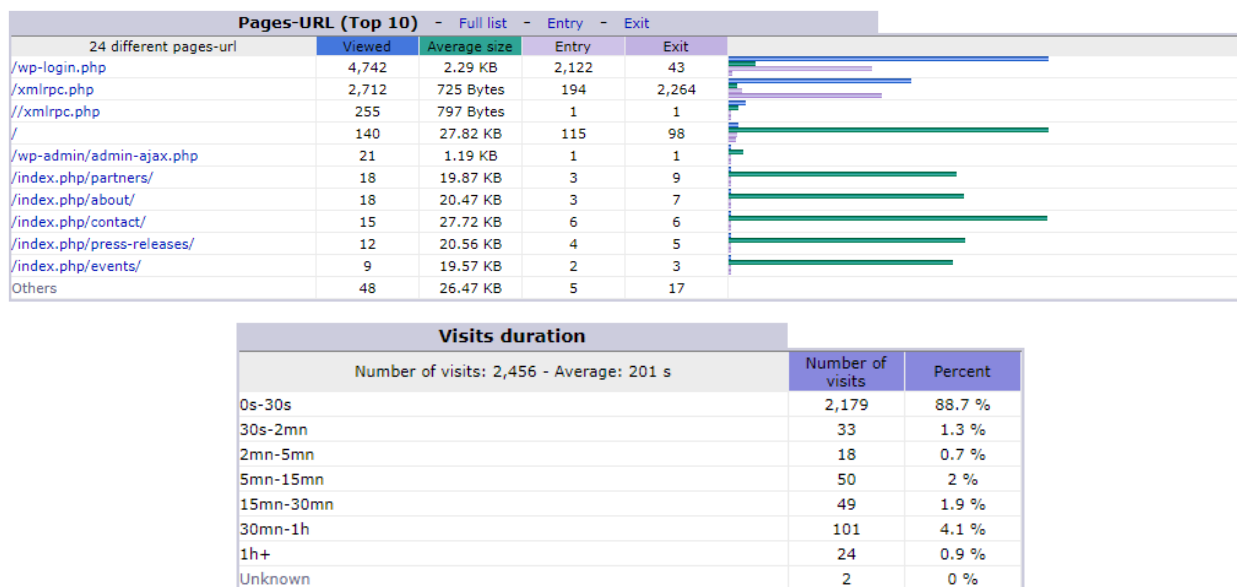 Pages-URL (Top 10) - Full list - Entry - Exit
24 different pages-url Viewed Average size Entry Exit
/wp-login.php 4,742 2.29 KB 2,122 43
/xmlrpc.php 2,712 725 Bytes 194 2,264
//xmlrpc.php 255 797 Bytes 1 1
/ 140 27.82 KB 115 98
/wp-admin/admin-ajax.php 21 1.19 KB 1 1
/index.php/partners/ 18 19.87 KB 3 9
/index.php/about/ 18 20.47 KB 3 7
/index.php/contact/ 15 27.72 KB 6 6
/index.php/press-releases/ 12 20.56 KB 4 5
/index.php/events/ 9 19.57 KB 2 3
Others 48 26.47 KB 5 17
Visits duration
Number of visits: 2,456 - Average: 201 s Number of visits Percent
0s-30s 2,179 88.7 %
30s-2mn 33 1.3 %
2mn-5mn 18 0.7 %
5mn-15mn 50 2 %
15mn-30mn 49 1.9 %
30mn-1h 101 4.1 %
1h+ 24 0.9 %
Unknown 2 0 %